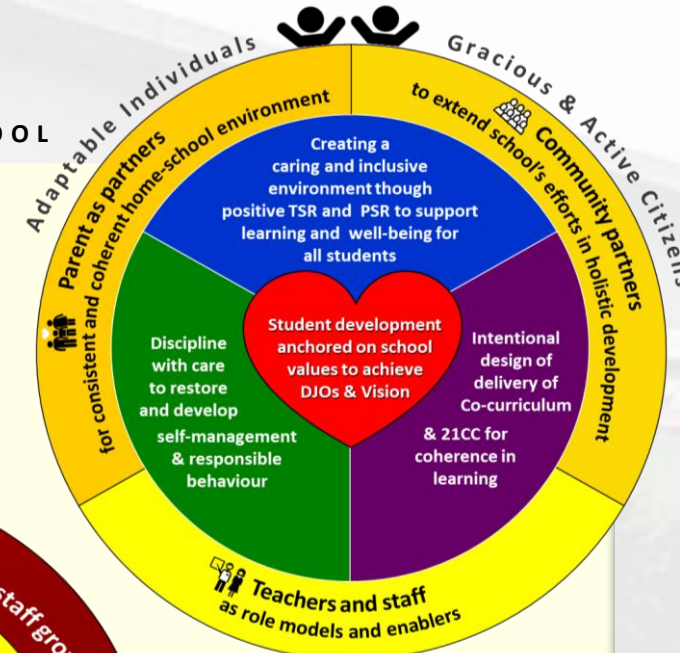 Adaptable Individuals
Gracious & Active Citizens
OOL
Parent as partners
for consistent and coherent home-school environment
Community partners
to extend school's efforts in holistic development
Creating a
caring and inclusive
environment though
positive TSR and PSR to support
learning and well-being for
all students
Student development
anchored on school
values to achieve
DJOs & Vision
Discipline
with care
to restore
and develop
self-management
& responsible
behaviour
Intentional
design of
delivery of
Co-curriculum
& 21CC for
coherence in
learning
Teachers and staff
as role models and enablers
staff